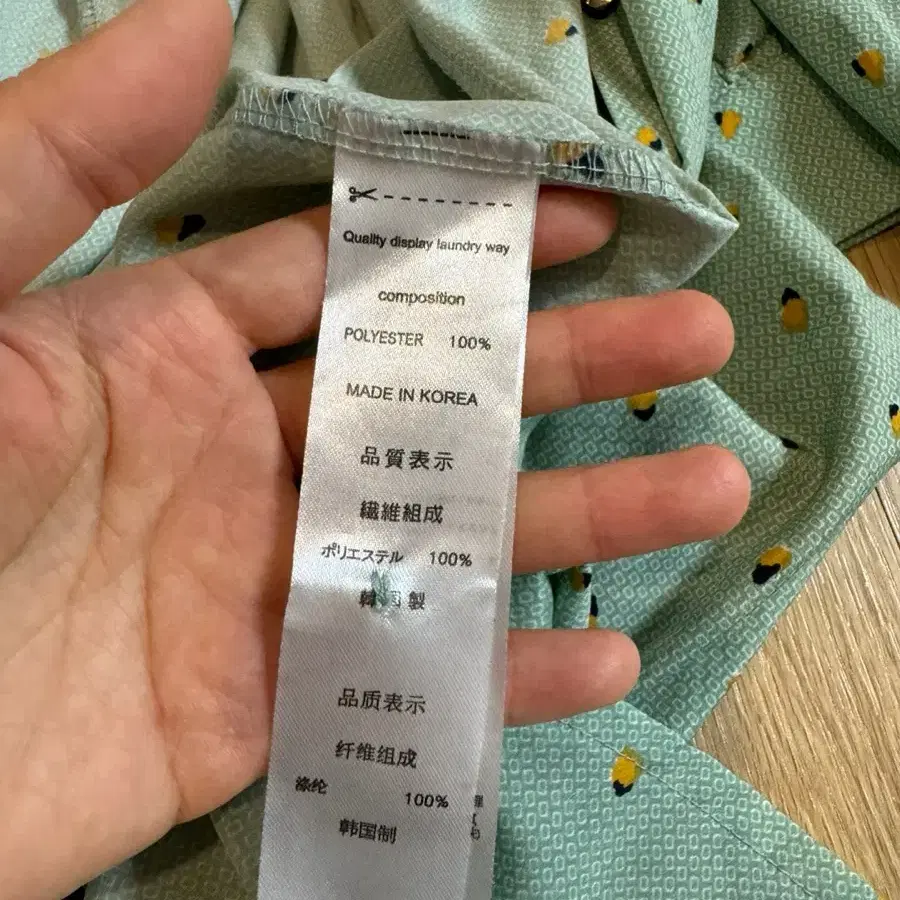 Quality display laundry way
composition
POLYESTER 100%
MADE IN KOREA
品質表示
繊維組成
ポリエステル 100%
製
品质表示
纤维组成
涤纶 100%
韩国制